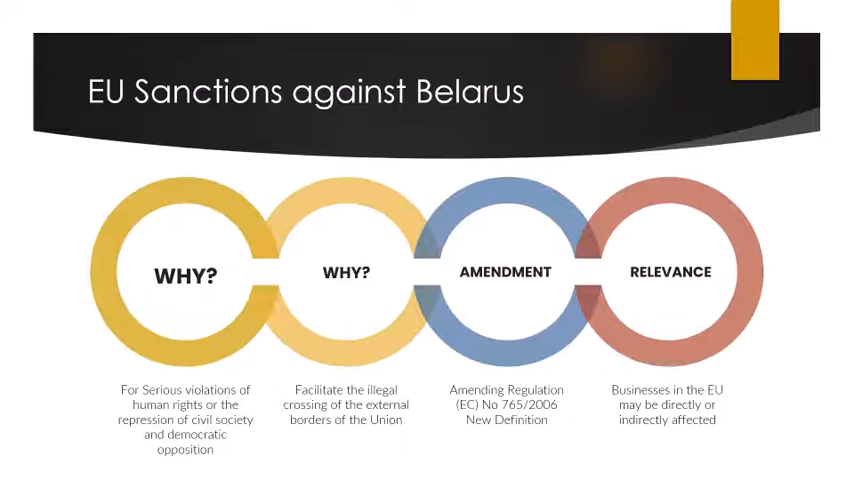 EU Sanctions against Belarus
WHY?
WHY?
AMENDMENT
RELEVANCE
For Serious violations of
human rights or the
repression of civil society
and democratic
opposition
Facilitate the illegal
crossing of the external
borders of the Union
Amending Regulation
(EC) No 765/2006
New Definition
Businesses in the EU
may be directly or
indirectly affected